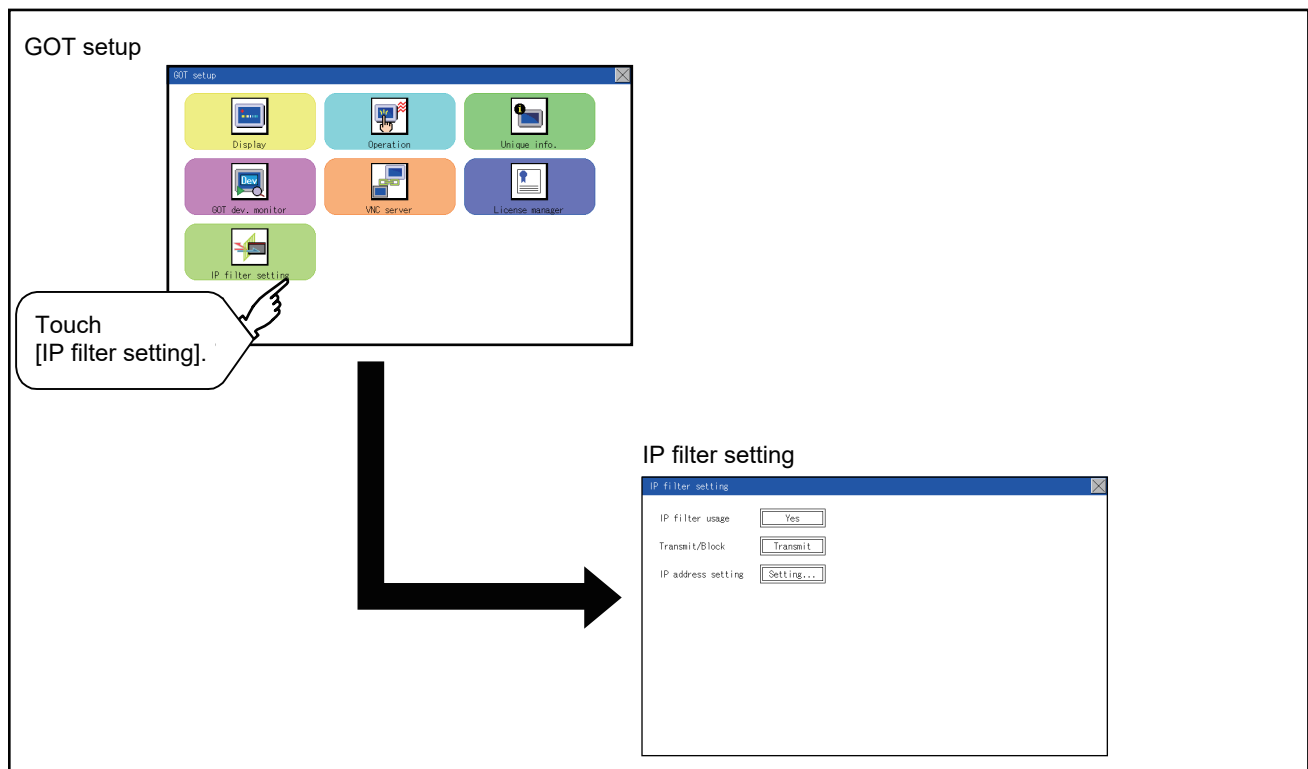 GOT setup
GOT setup
Display
Operation
Unique info.
Dev
GOT dev. monitor
VNC server
License manager
IP filter setting
Touch
[IP filter setting].
IP filter setting
IP filter setting
IP filter usage Yes
Transmit/Block Transmit
IP address setting Setting...